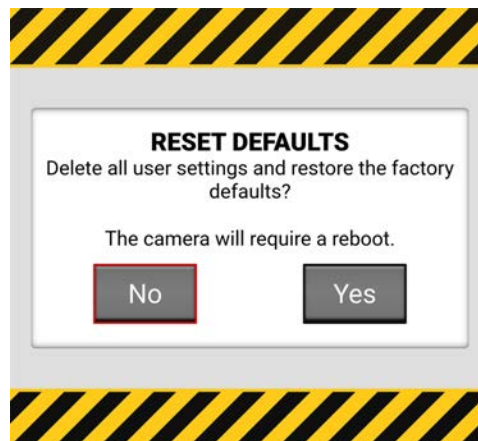 RESET DEFAULTS
Delete all user settings and restore the factory
defaults?
The camera will require a reboot.
No
Yes